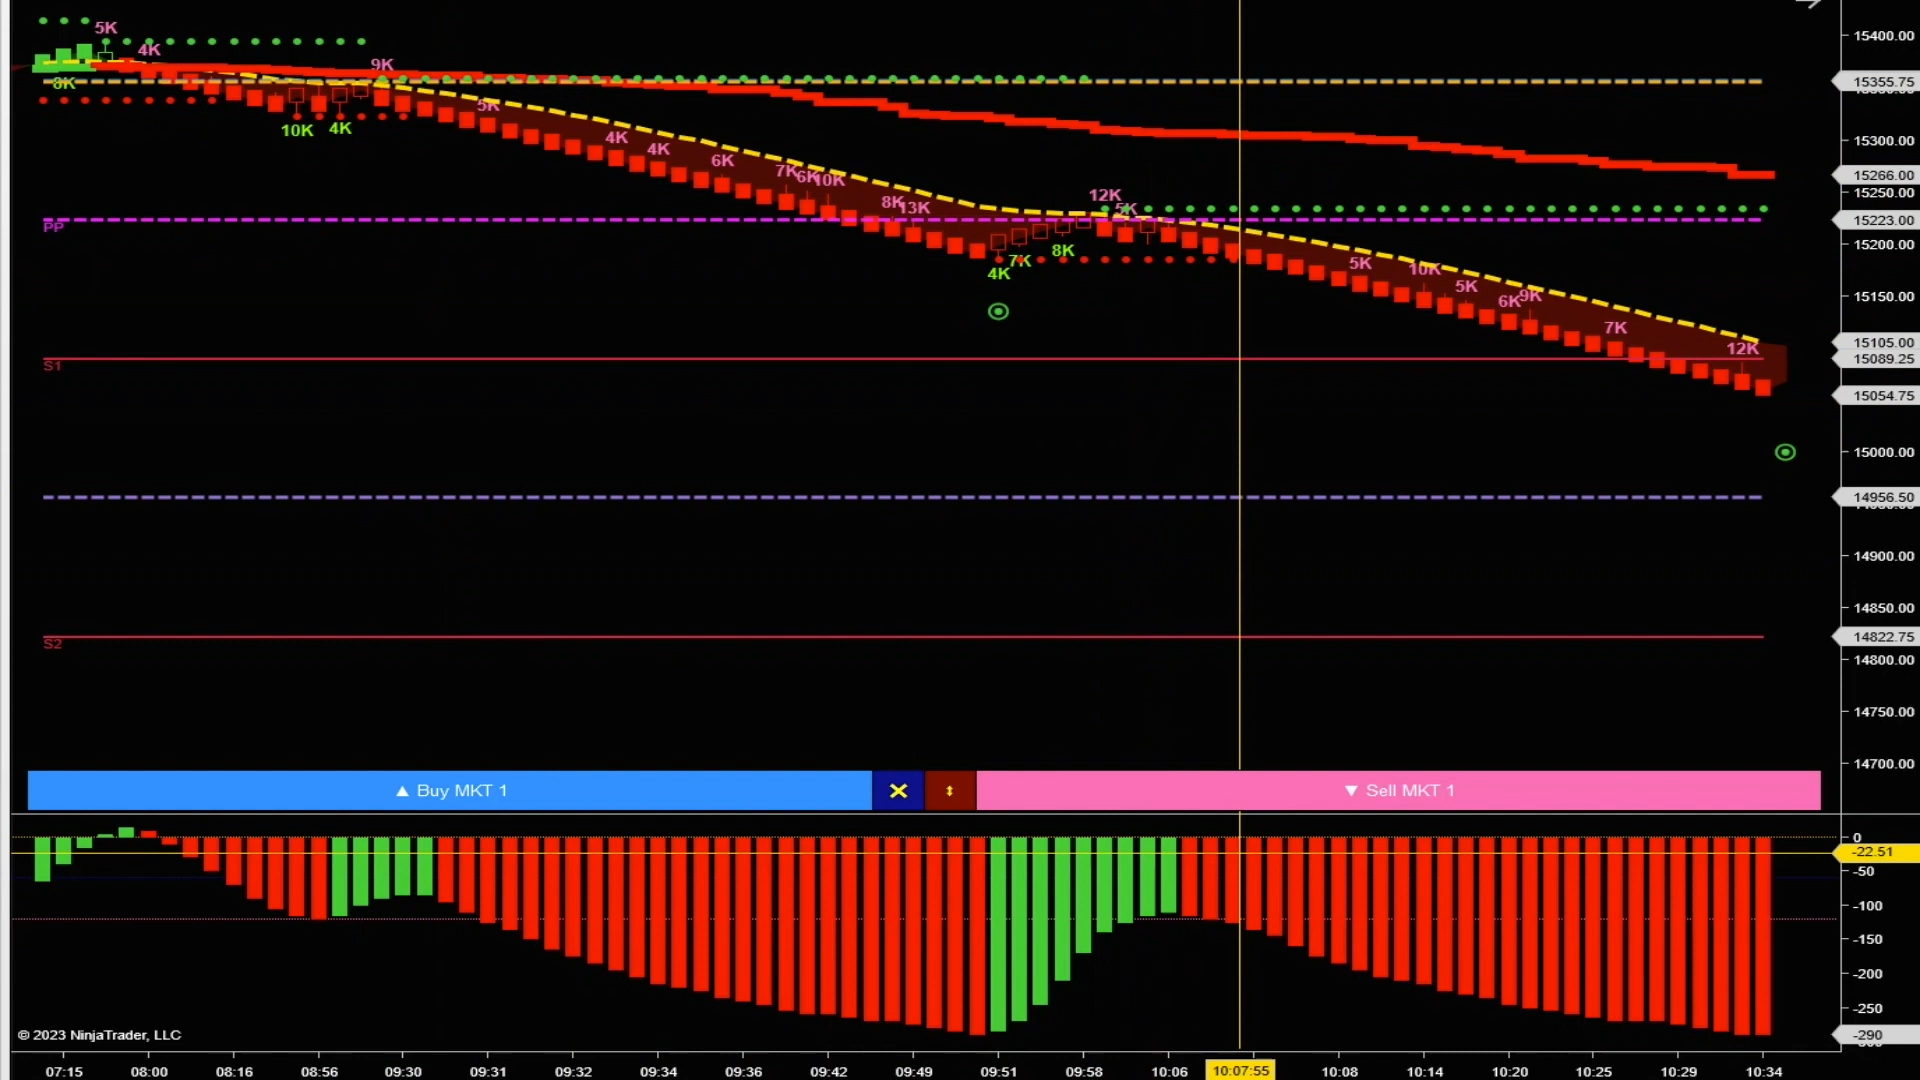 5K
4K
9K
8K
10K 4K
5K
4K
4K
6K
7K 6K 10K
8K 13K
12K
5K
PP
4K 7K 8K
5K
10K
5K
6K 9K
7K
12K
S1
S2
15400.00
15355.75
15300.00
15266.00
15250.00
15223.00
15200.00
15150.00
15105.00
15089.25
15054.75
15000.00
14956.50
14900.00
14850.00
14822.75
14800.00
14750.00
14700.00
▲ Buy MKT 1
▼ Sell MKT 1
0
-22.51
-50
-100
-150
-200
-250
-290
© 2023 NinjaTrader, LLC
07:15 08:00 08:16 08:56 09:30 09:31 09:32 09:34 09:36 09:42 09:49 09:51 09:58 10:06 10:07:55 10:08 10:14 10:20 10:25 10:29 10:34